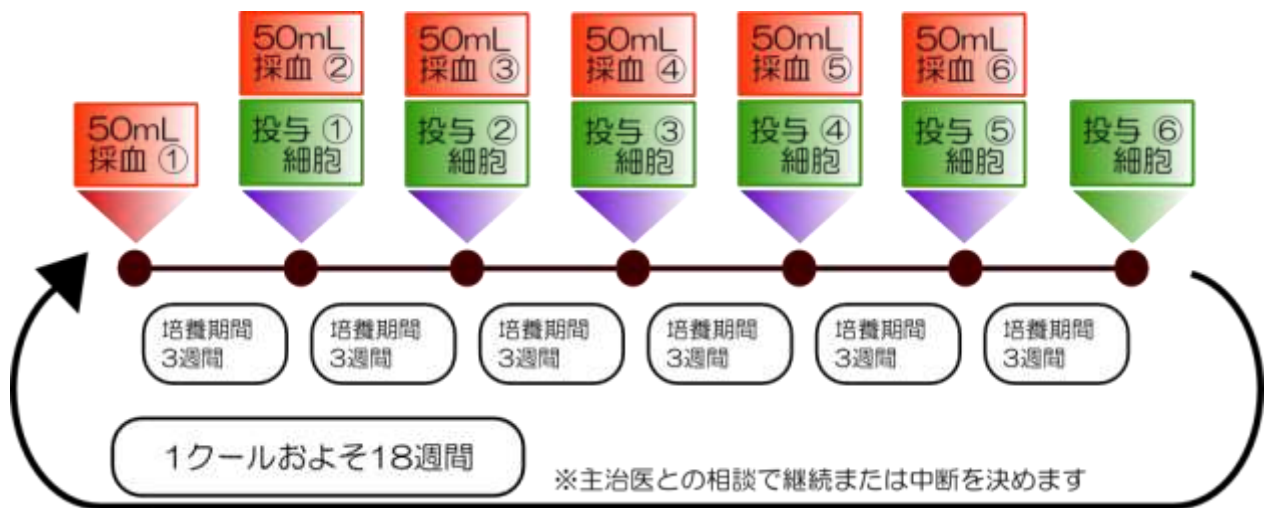 50mL
採血 ①
50mL
採血 ②
投与 ①
細胞
50mL
採血 ③
投与 ②
細胞
50mL
採血 ④
投与 ③
細胞
50mL
採血 ⑤
投与 ④
細胞
50mL
採血 ⑥
投与 ⑤
細胞
投与 ⑥
細胞
培養期間
3週間
培養期間
3週間
培養期間
3週間
培養期間
3週間
培養期間
3週間
培養期間
3週間
1クールおよそ18週間
※主治医との相談で継続または中断を決めます